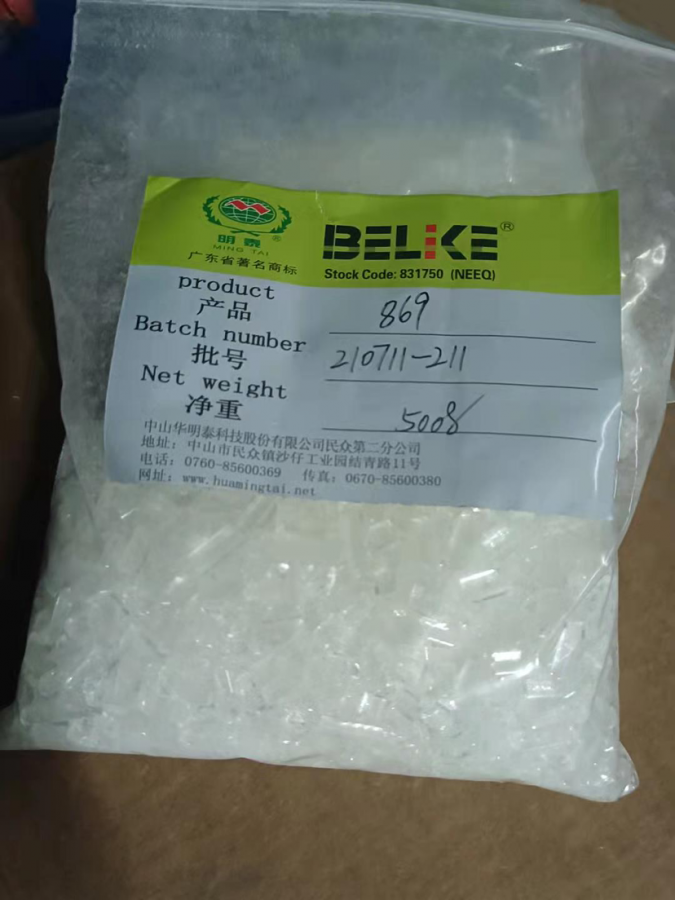 明泰®
MING TAI
广东省著名商标
BELiKE®
Stock Code: 831750 (NEEQ)
product
产品
869
Batch number
批号
210711-211
Net weight
净重
500g
中山华明泰科技股份有限公司民众第二分公司
地址：中山市民众镇沙仔工业园结青路11号
电话：0760-85600369 传真：0670-85600380
网址：www.huamingtai.net